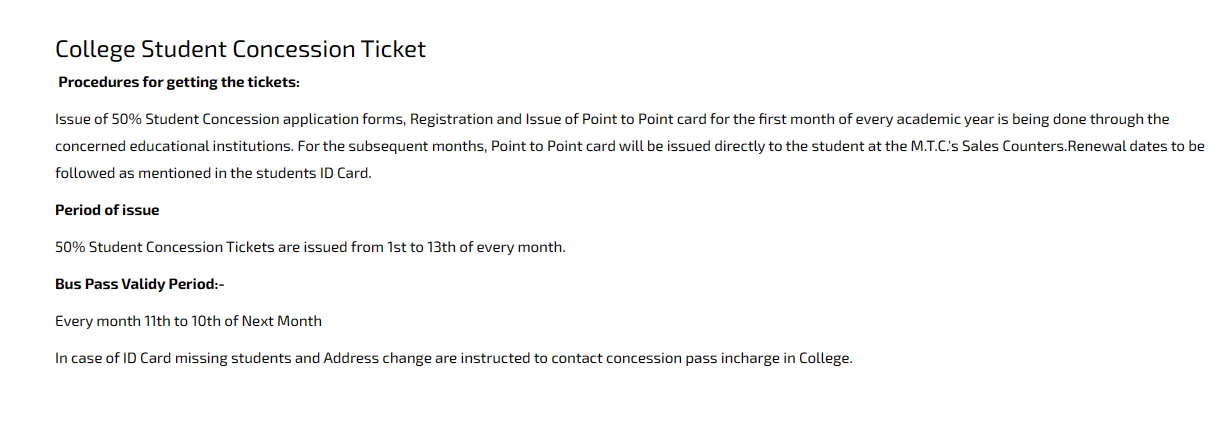 College Student Concession Ticket
Procedures for getting the tickets:
Issue of 50% Student Concession application forms, Registration and Issue of Point to Point card for the first month of every academic year is being done through the
concerned educational institutions. For the subsequent months, Point to Point card will be issued directly to the student at the M.T.C.'s Sales Counters.Renewal dates to be
followed as mentioned in the students ID Card.
Period of issue
50% Student Concession Tickets are issued from 1st to 13th of every month.
Bus Pass Validy Period:-
Every month 11th to 10th of Next Month
In case of ID Card missing students and Address change are instructed to contact concession pass incharge in College.